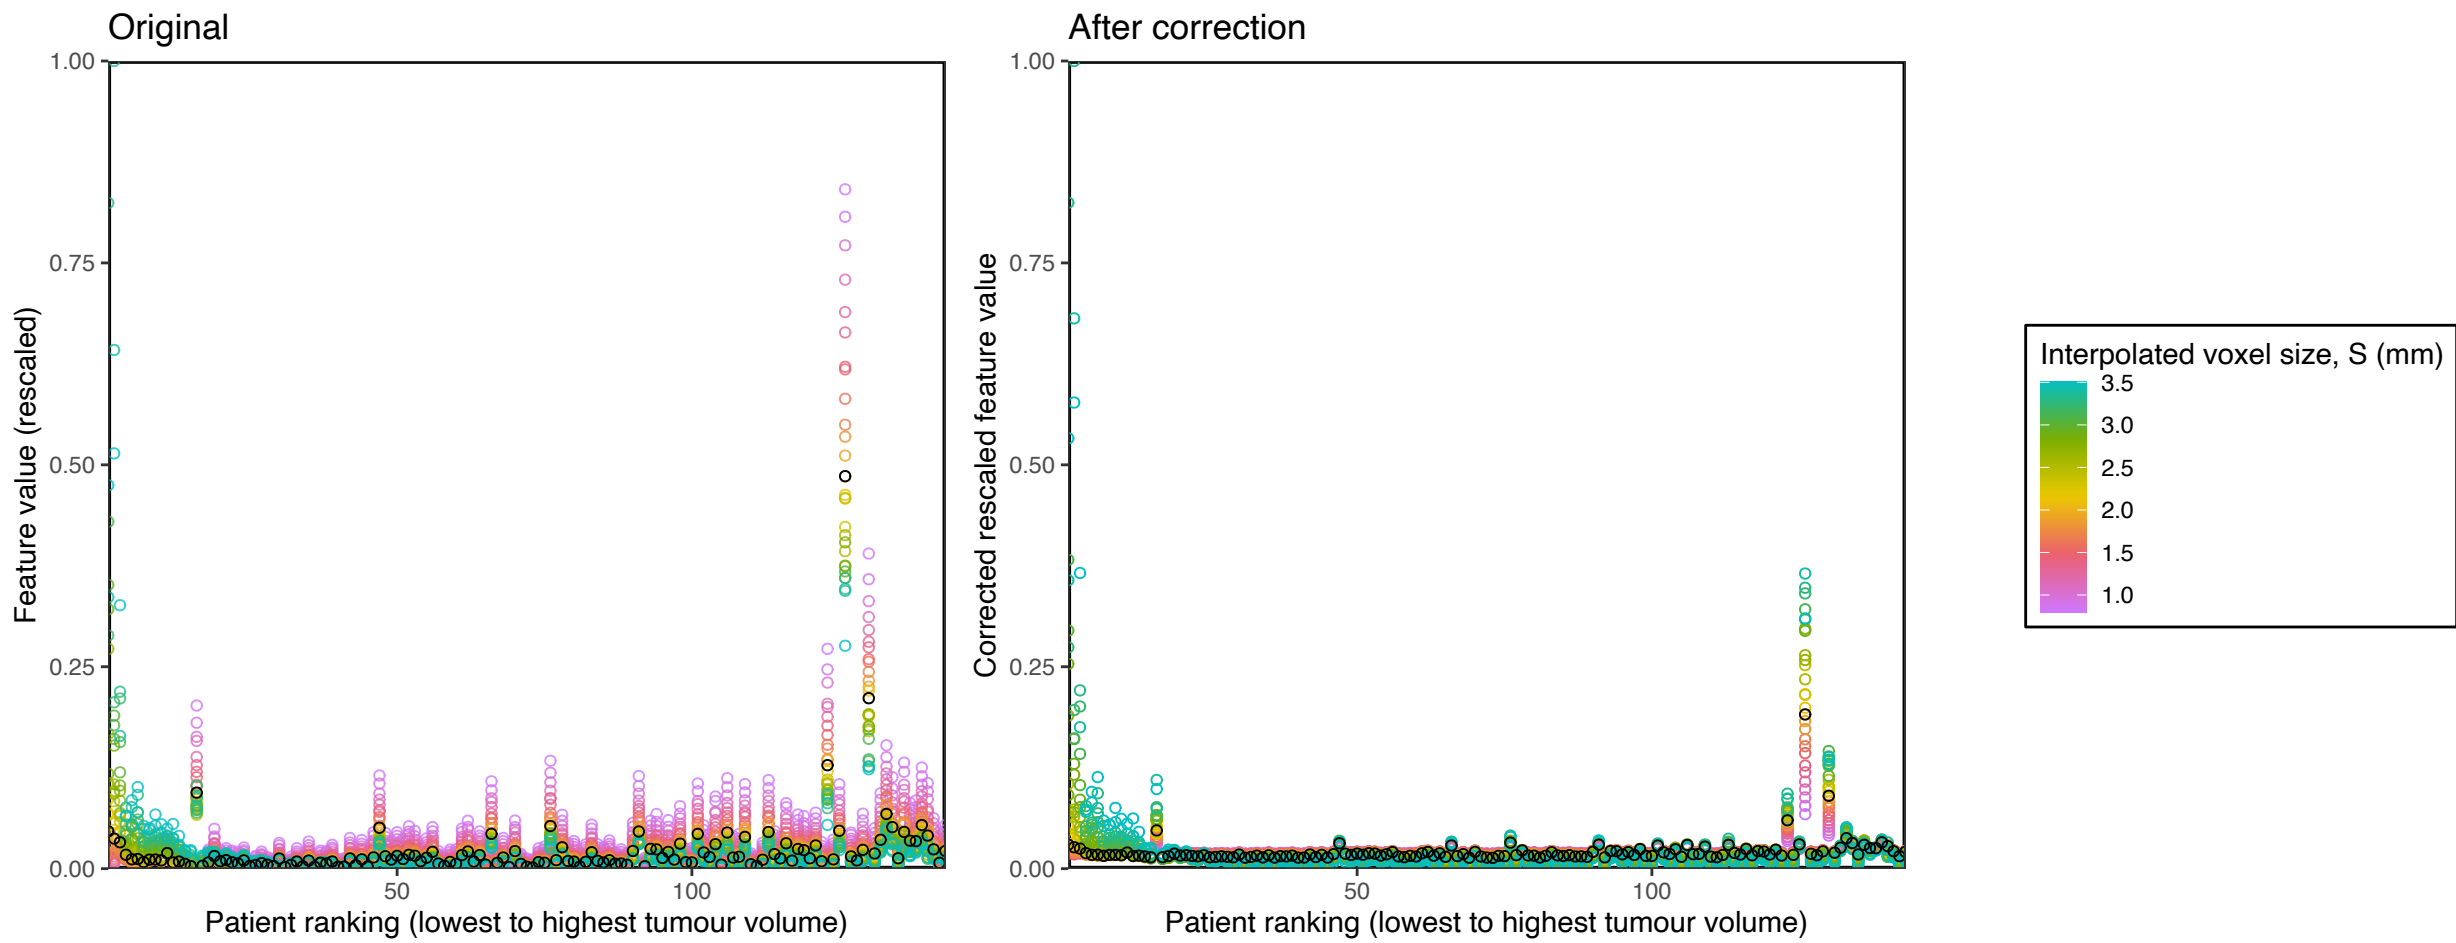 Original
1.00
0.75
0.50
0.25
0.00
50
100
Feature value (rescaled)
Patient ranking (lowest to highest tumour volume)
After correction
1.00
0.75
0.50
0.25
0.00
50
100
Corrected rescaled feature value
Patient ranking (lowest to highest tumour volume)
Interpolated voxel size, S (mm)
3.5
3.0
2.5
2.0
1.5
1.0